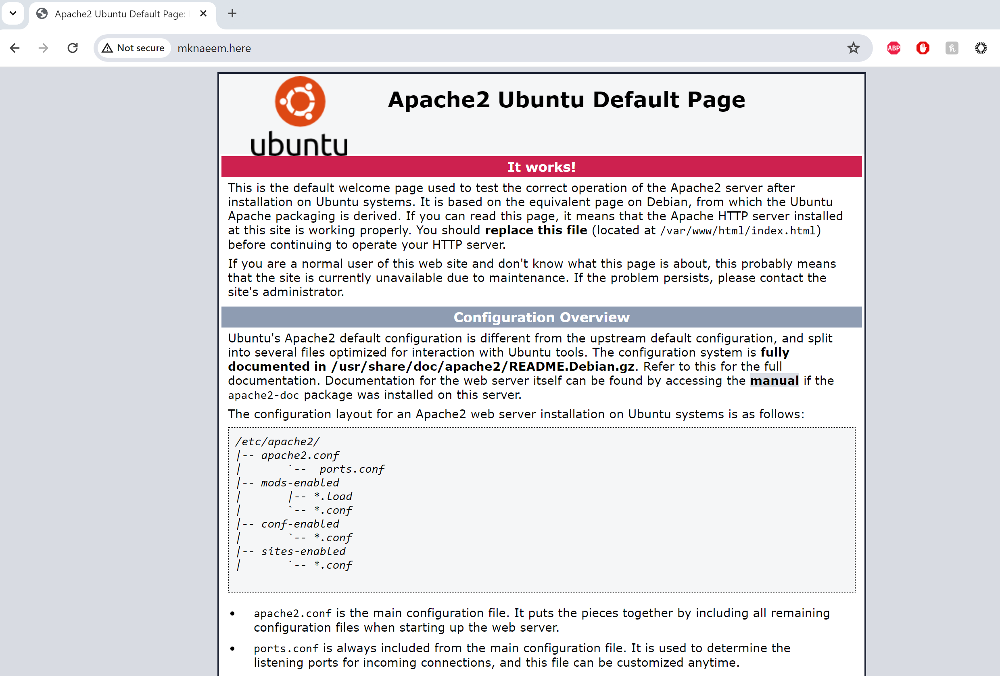 Apache2 Ubuntu Default Page:
Not secure
mknaeem.here
ABP
h
Apache2 Ubuntu Default Page
ubuntu
It works!
This is the default welcome page used to test the correct operation of the Apache2 server after
installation on Ubuntu systems. It is based on the equivalent page on Debian, from which the Ubuntu
Apache packaging is derived. If you can read this page, it means that the Apache HTTP server installed
at this site is working properly. You should replace this file (located at /var/www/html/index.html)
before continuing to operate your HTTP server.
If you are a normal user of this web site and don't know what this page is about, this probably means
that the site is currently unavailable due to maintenance. If the problem persists, please contact the
site's administrator.
Configuration Overview
Ubuntu's Apache2 default configuration is different from the upstream default configuration, and split
into several files optimized for interaction with Ubuntu tools. The configuration system is fully
documented in /usr/share/doc/apache2/README.Debian.gz. Refer to this for the full
documentation. Documentation for the web server itself can be found by accessing the manual if the
apache2-doc package was installed on this server.
The configuration layout for an Apache2 web server installation on Ubuntu systems is as follows:
/etc/apache2/
|-- apache2.conf
|       `--  ports.conf
|-- mods-enabled
|       |-- *.load
|       `-- *.conf
|-- conf-enabled
|       `-- *.conf
|-- sites-enabled
|       `-- *.conf
• apache2.conf is the main configuration file. It puts the pieces together by including all remaining
configuration files when starting up the web server.
• ports.conf is always included from the main configuration file. It is used to determine the
listening ports for incoming connections, and this file can be customized anytime.